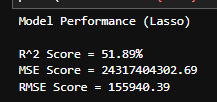 Model Performance (Lasso)
R^2 Score = 51.89%
MSE Score = 24317404302.69
RMSE Score = 155940.39